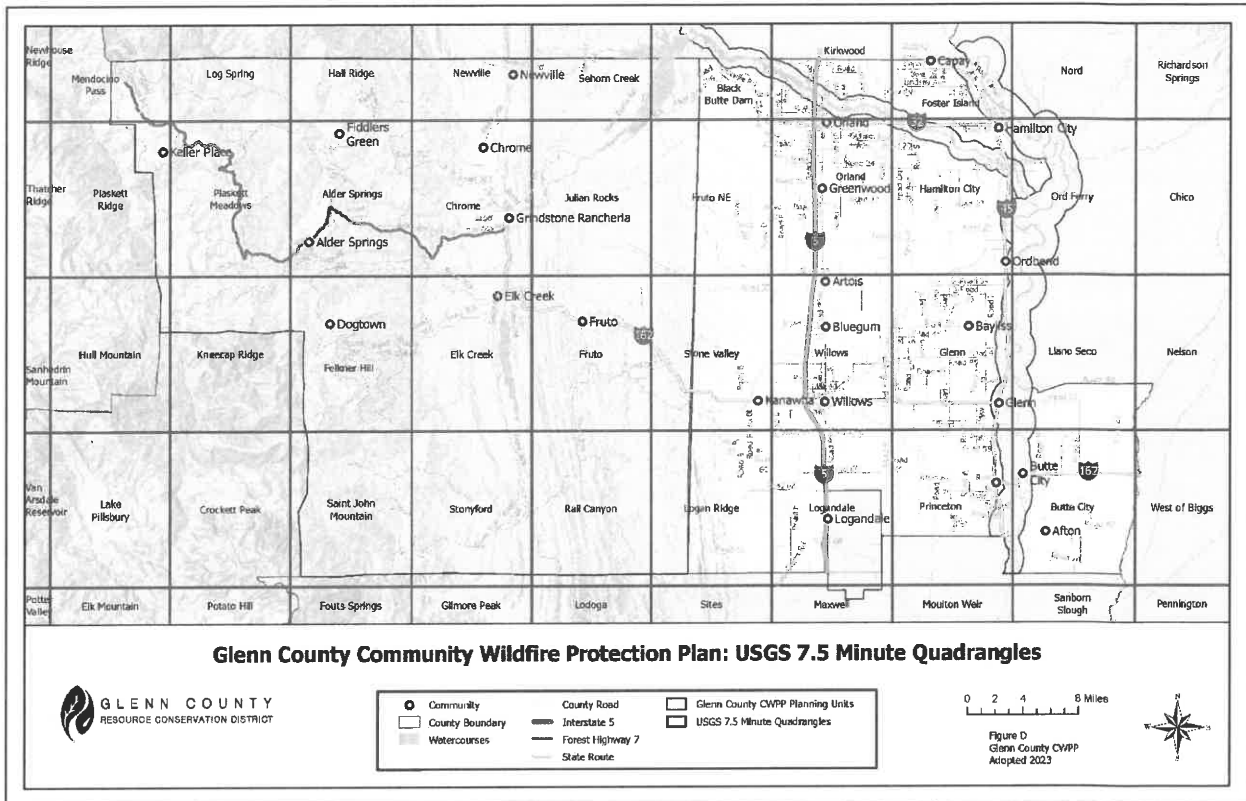 Newhouse
Ridge
Mendocino
Pass
Log Spring
Hall Ridge
Newville
Newville
Sehorn Creek
Black
Butte Dam
Kirkwood
Capay
Foster Island
Nord
Richardson
Springs
Keller Place
Fiddlers
Green
Chrome
Orland
Hamilton City
Thatcher
Ridge
Plaskett
Ridge
Plaskett
Meadows
Alder Springs
Chrome
Julian Rocks
Fruto NE
Orland
Greenwood
Hamilton City
Ord Ferry
Chico
Grindstone Rancheria
Alder Springs
5
Ordbend
Elk Creek
Artois
Dogtown
Fruto
162
Bluegum
Bayliss
Hull Mountain
Kneecap Ridge
Felkner Hill
Elk Creek
Fruto
Stone Valley
Willows
Glenn
Llano Seco
Nelson
Sanhedrin
Mountain
Kanawha
Willows
Glenn
Van
Arsdale
Reservoir
Lake
Pillsbury
Crockett Peak
Saint John
Mountain
Stonyford
Rail Canyon
Logan Ridge
5
Logandale
Logandale
Princeton
Butte
City
162
Butte City
Afton
West of Biggs
Potter
Valley
Elk Mountain
Potato Hill
Fouts Springs
Gilmore Peak
Lodoga
Sites
Maxwell
Moulton Weir
Sanborn
Slough
Pennington
Glenn County Community Wildfire Protection Plan: USGS 7.5 Minute Quadrangles
GLENN COUNTY
RESOURCE CONSERVATION DISTRICT
Community
County Boundary
Watercourses
County Road
Interstate 5
Forest Highway 7
State Route
Glenn County CWPP Planning Units
USGS 7.5 Minute Quadrangles
0 2 4 8 Miles
Figure D
Glenn County CWPP
Adopted 2023
N